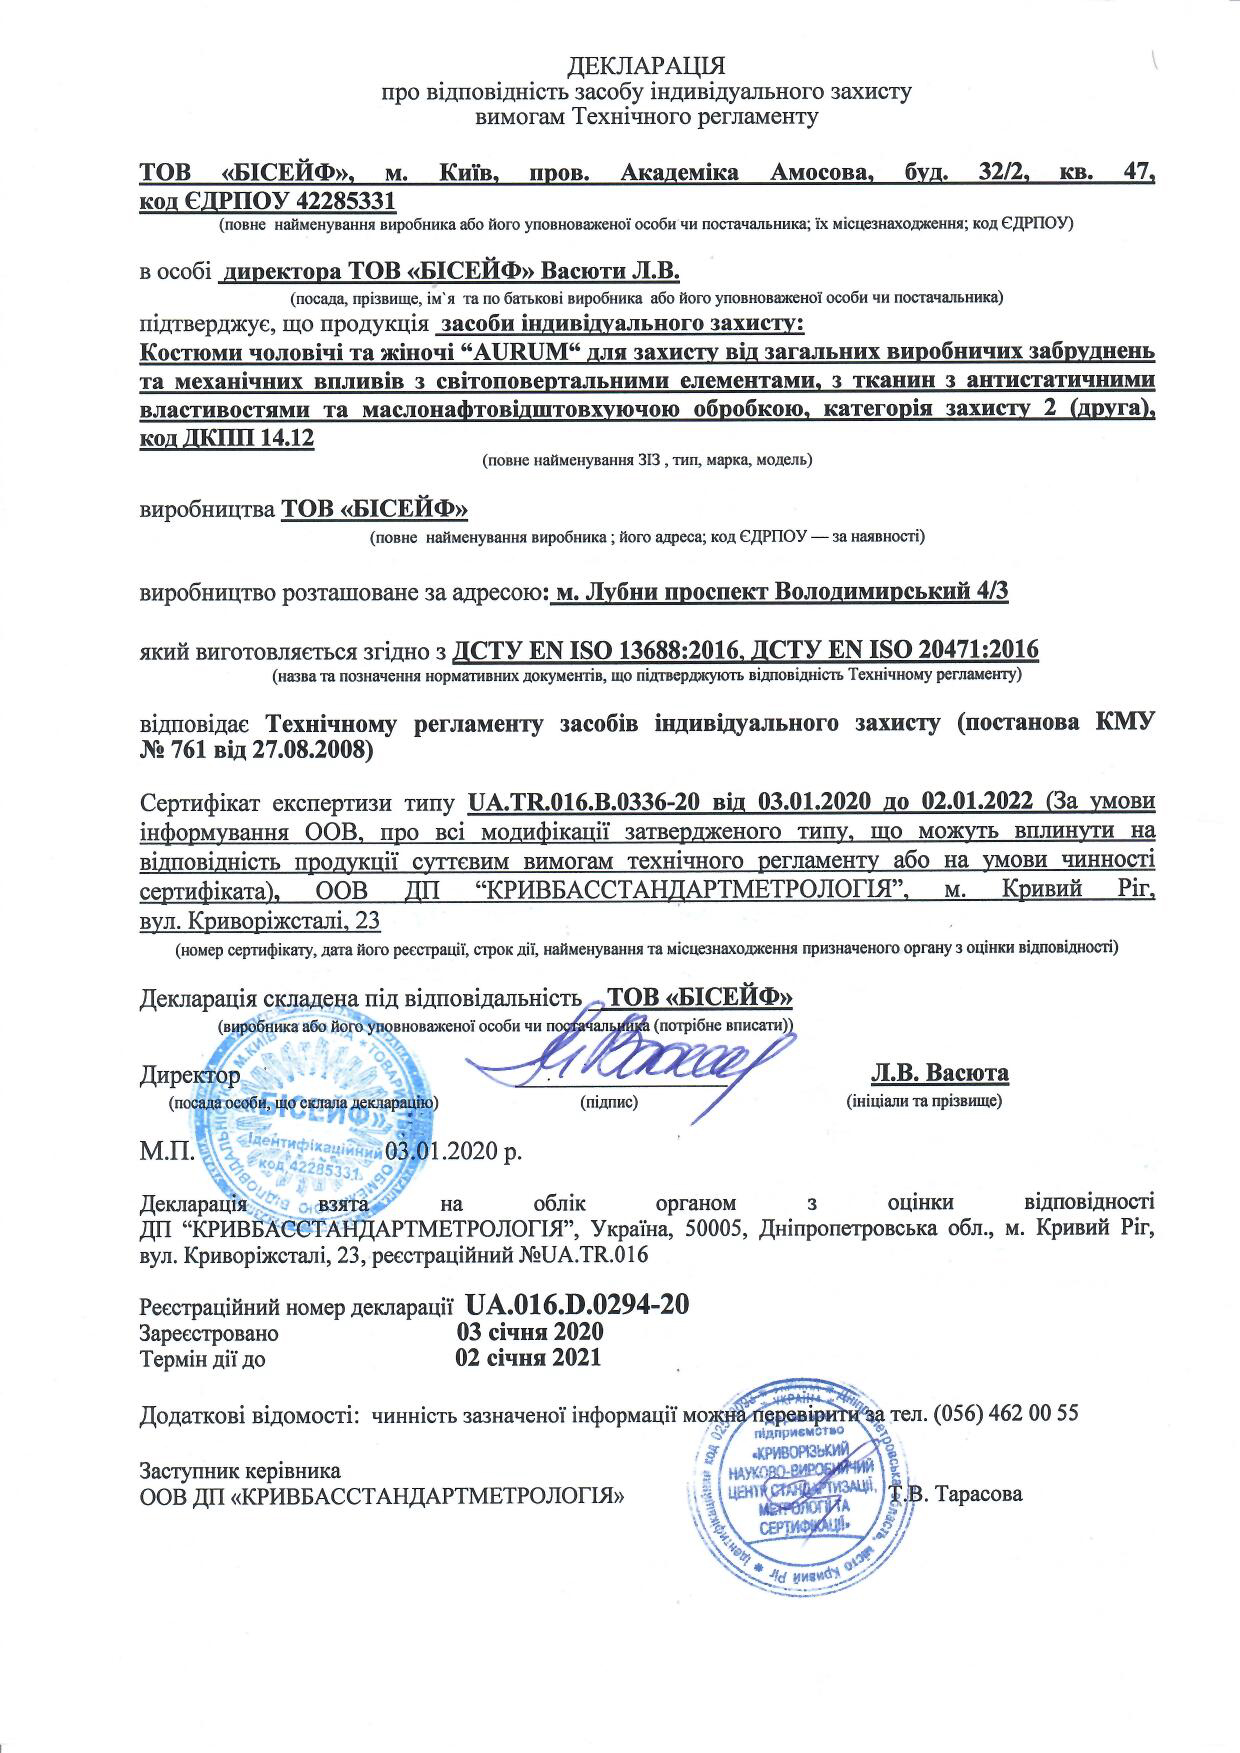 ДЕКЛАРАЦІЯ
про відповідність засобу індивідуального захисту
вимогам Технічного регламенту
ТОВ «БІСЕЙФ», м. Київ, пров. Академіка Амосова, буд. 32/2, кв. 47,
код ЄДРПОУ 42285331
(повне найменування виробника або його уповноваженої особи чи постачальника; їх місцезнаходження; код ЄДРПОУ)
в особі директора ТОВ «БІСЕЙФ» Васюти Л.В.
(посада, прізвище, ім`я та по батькові виробника або його уповноваженої особи чи постачальника)
підтверджує, що продукція засоби індивідуального захисту:
Костюми чоловічі та жіночі “AURUM“ для захисту від загальних виробничих забруднень
та механічних впливів з світоповертальними елементами, з тканин з антистатичними
властивостями та маслонафтовідштовхуючою обробкою, категорія захисту 2 (друга),
код ДКПП 14.12
(повне найменування ЗІЗ , тип, марка, модель)
виробництва ТОВ «БІСЕЙФ»
(повне найменування виробника ; його адреса; код ЄДРПОУ — за наявності)
виробництво розташоване за адресою: м. Лубни проспект Володимирський 4/3
який виготовляється згідно з ДСТУ EN ISO 13688:2016, ДСТУ EN ISO 20471:2016
(назва та позначення нормативних документів, що підтверджують відповідність Технічному регламенту)
відповідає Технічному регламенту засобів індивідуального захисту (постанова КМУ
№ 761 від 27.08.2008)
Сертифікат експертизи типу UA.TR.016.B.0336-20 від 03.01.2020 до 02.01.2022 (За умови
інформування ООВ, про всі модифікації затвердженого типу, що можуть вплинути на
відповідність продукції суттєвим вимогам технічного регламенту або на умови чинності
сертифіката), ООВ ДП “КРИВБАССТАНДАРТМЕТРОЛОГІЯ”, м. Кривий Ріг,
вул. Криворіжсталі, 23
(номер сертифікату, дата його реєстрації, строк дії, найменування та місцезнаходження призначеного органу з оцінки відповідності)
Декларація складена під відповідальність ТОВ «БІСЕЙФ»
(виробника або його уповноваженої особи чи постачальника (потрібне вписати))
Директор Л.В. Васюта
(посада особи, що склала декларацію) (підпис) (ініціали та прізвище)
«БІСЕЙФ»
Ідентифікаційний
код 42285331
М.П. 03.01.2020 р.
Декларація взята на облік органом з оцінки відповідності
ДП “КРИВБАССТАНДАРТМЕТРОЛОГІЯ”, Україна, 50005, Дніпропетровська обл., м. Кривий Ріг,
вул. Криворіжсталі, 23, реєстраційний №UA.TR.016
Реєстраційний номер декларації UA.016.D.0294-20
Зареєстровано 03 січня 2020
Термін дії до 02 січня 2021
Додаткові відомості: чинність зазначеної інформації можна перевірити за тел. (056) 462 00 55
Заступник керівника
ООВ ДП «КРИВБАССТАНДАРТМЕТРОЛОГІЯ» Т.В. Тарасова
підприємство
«КРИВОРІЗЬКИЙ
НАУКОВО-ВИРОБНИЧИЙ
ЦЕНТР СТАНДАРТИЗАЦІЇ,
МЕТРОЛОГІЇ ТА
СЕРТИФІКАЦІЇ»